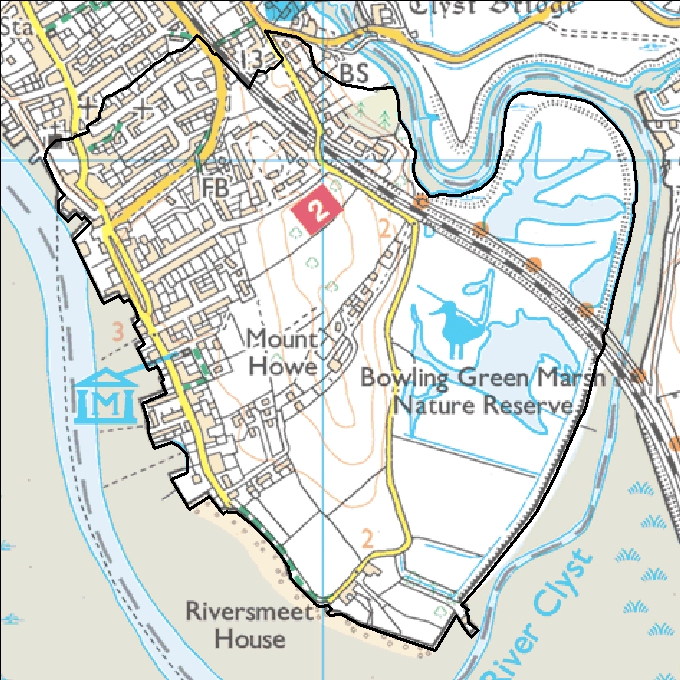 Clyst Bridge
Sta
13
BS
FB
2
2
3
M
Mount
Howe
Bowling Green Marsh
Nature Reserve
2
Riversmeet
House
River Clyst